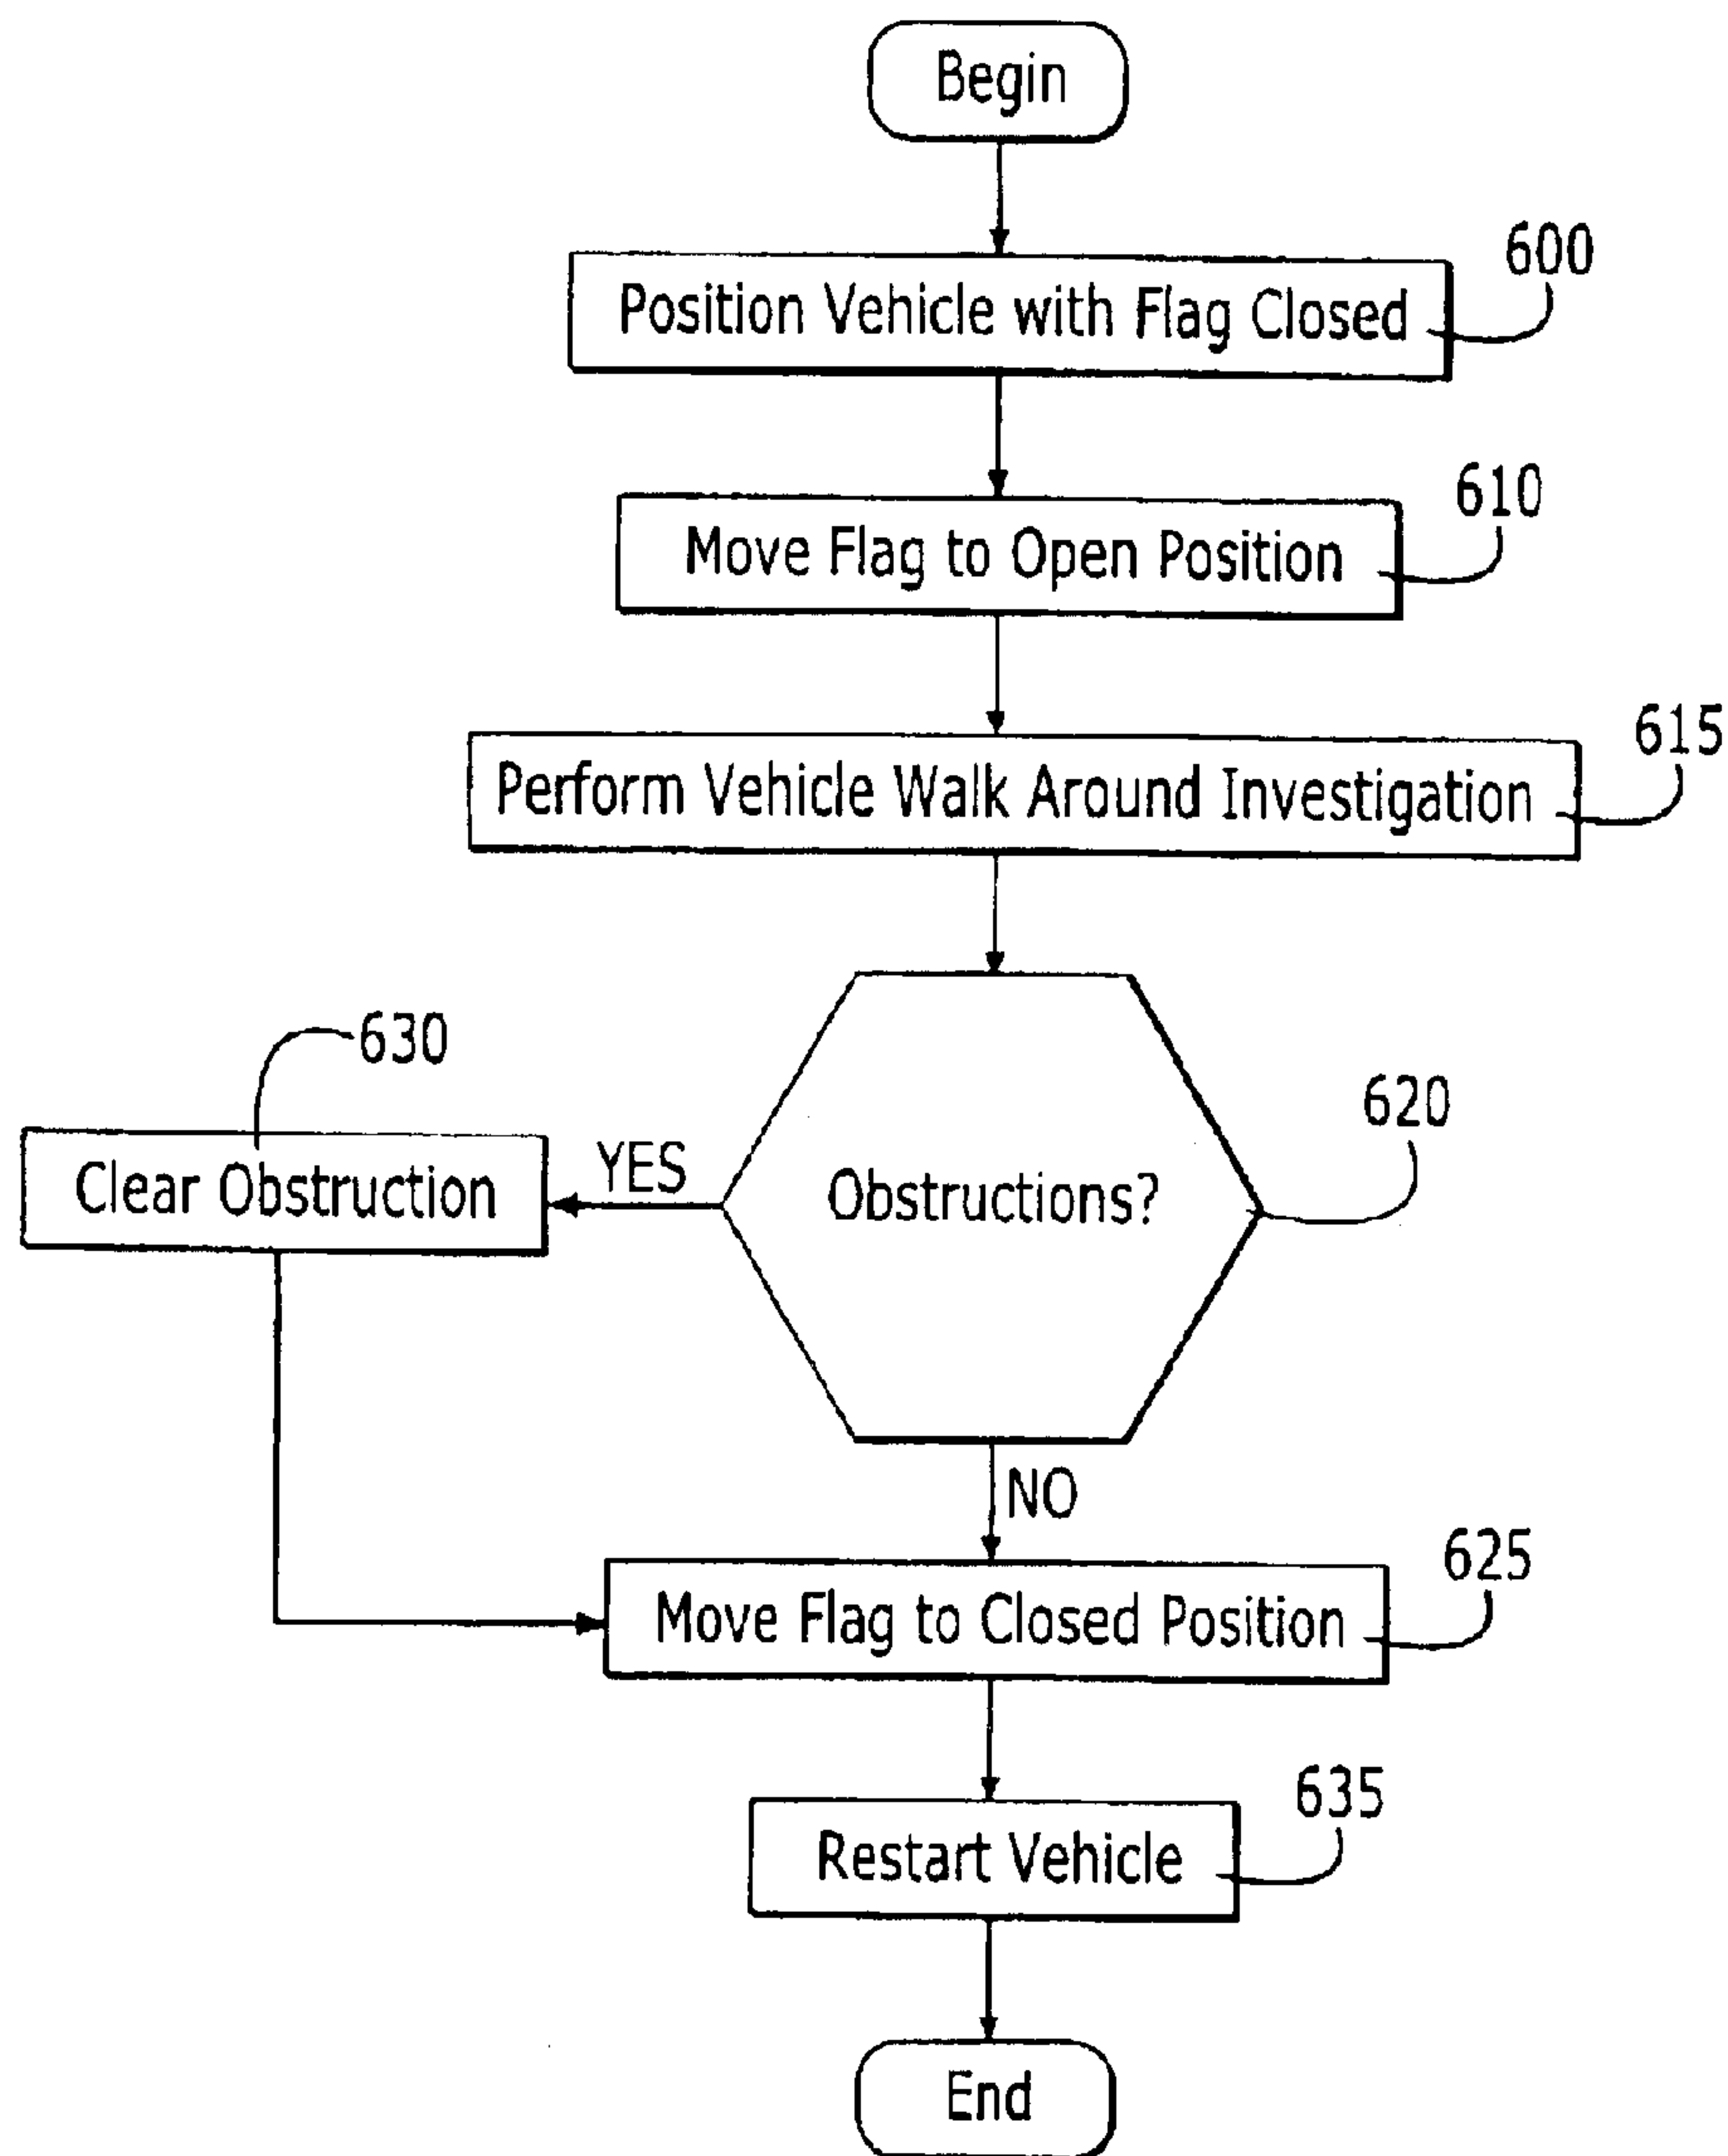 Begin
600
Position Vehicle with Flag Closed
610
Move Flag to Open Position
615
Perform Vehicle Walk Around Investigation
630
620
Clear Obstruction
YES
Obstructions?
NO
625
Move Flag to Closed Position
635
Restart Vehicle
End